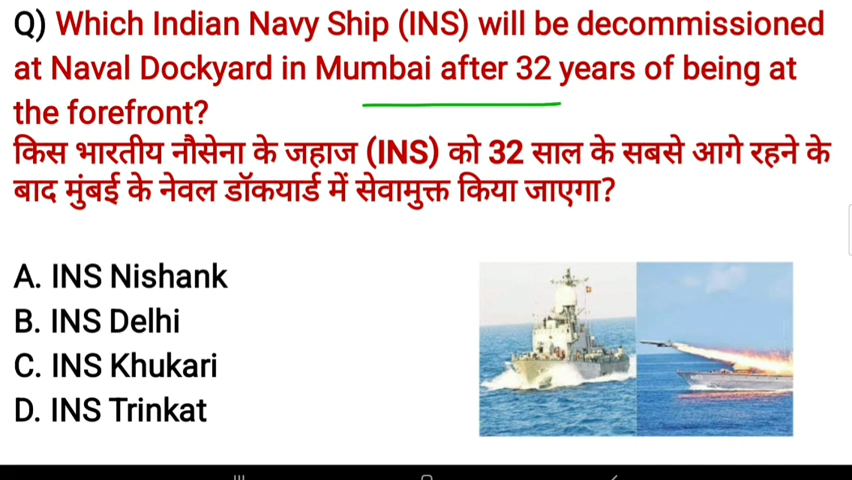 Q) Which Indian Navy Ship (INS) will be decommissioned
at Naval Dockyard in Mumbai after 32 years of being at
the forefront?
किस भारतीय नौसेना के जहाज (INS) को 32 साल के सबसे आगे रहने के
बाद मुंबई के नेवल डॉकयार्ड में सेवामुक्त किया जाएगा?
A. INS Nishank
B. INS Delhi
C. INS Khukari
D. INS Trinkat